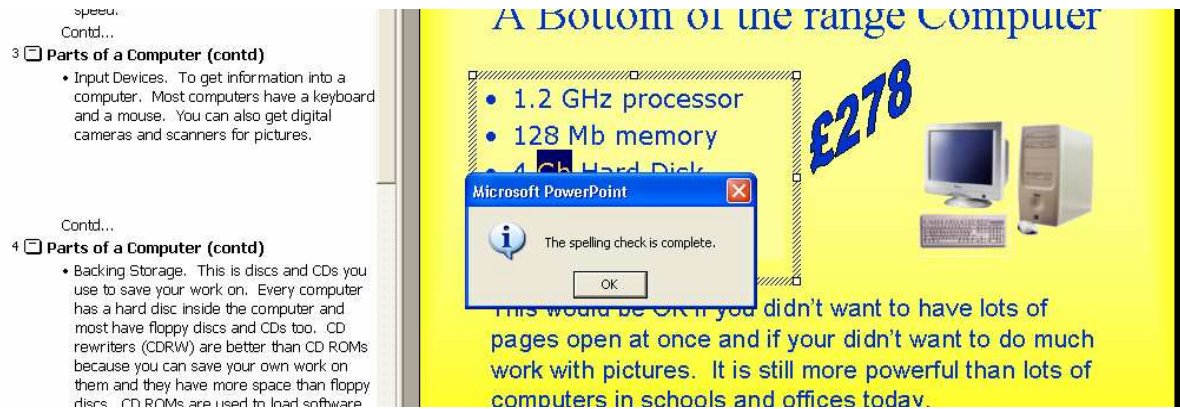 speed.
Contd...
3 Parts of a Computer (contd)
• Input Devices. To get information into a
computer. Most computers have a keyboard
and a mouse. You can also get digital
cameras and scanners for pictures.
Contd...
4 Parts of a Computer (contd)
• Backing Storage. This is discs and CDs you
use to save your work on. Every computer
has a hard disc inside the computer and
most have floppy discs and CDs too. CD
rewriters (CDRW) are better than CD ROMs
because you can save your own work on
them and they have more space than floppy
discs. CD ROMs are used to load software
A Bottom of the range Computer
• 1.2 GHz processor
• 128 Mb memory
• 4 Gb Hard Disk
£278
Microsoft PowerPoint
The spelling check is complete.
OK
This would be OK if you didn't want to have lots of
pages open at once and if your didn't want to do much
work with pictures. It is still more powerful than lots of
computers in schools and offices today.